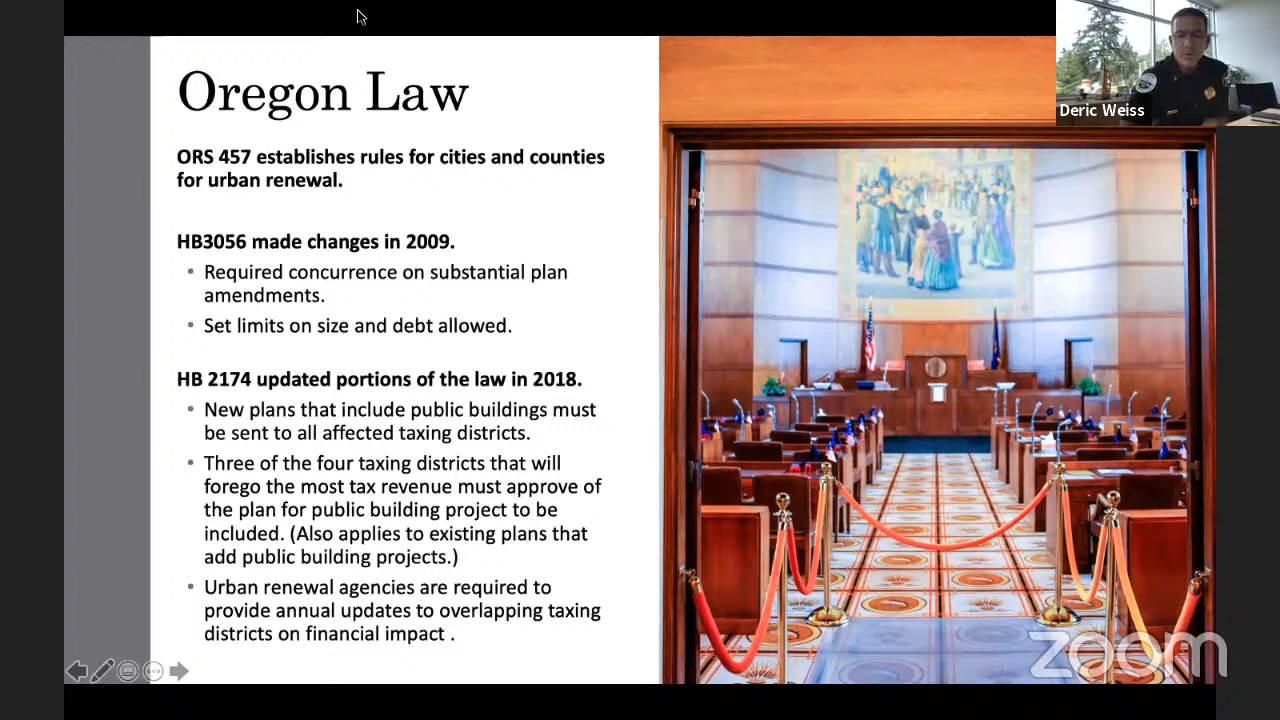 Oregon Law
ORS 457 establishes rules for cities and counties
for urban renewal.
HB3056 made changes in 2009.
• Required concurrence on substantial plan
amendments.
• Set limits on size and debt allowed.
HB 2174 updated portions of the law in 2018.
• New plans that include public buildings must
be sent to all affected taxing districts.
• Three of the four taxing districts that will
forego the most tax revenue must approve of
the plan for public building project to be
included. (Also applies to existing plans that
add public building projects.)
• Urban renewal agencies are required to
provide annual updates to overlapping taxing
districts on financial impact .
Deric Weiss
zoom